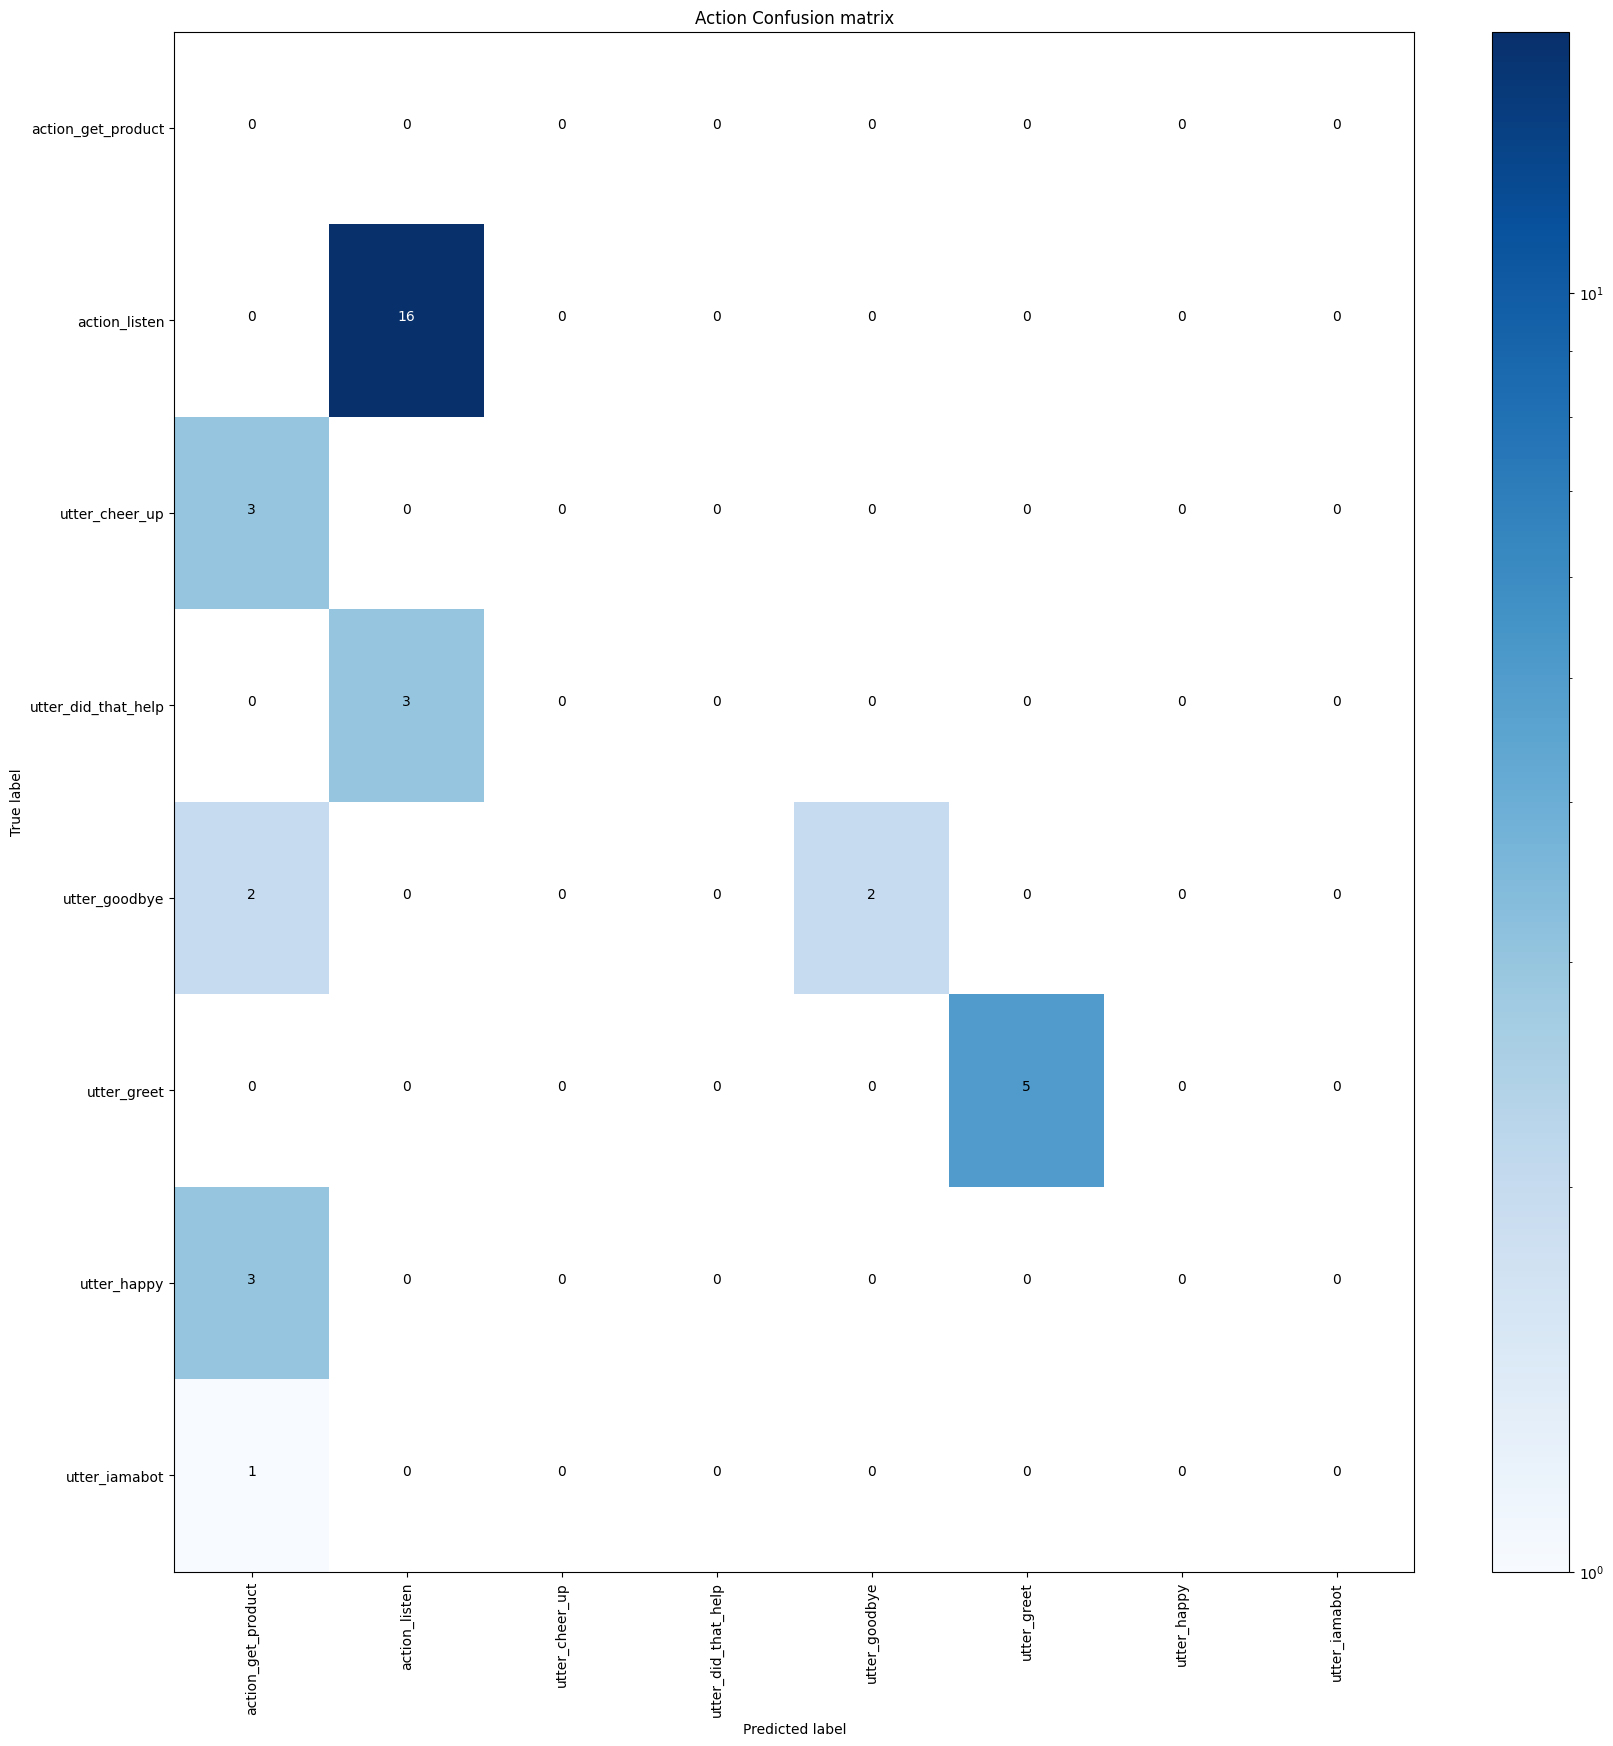 Action Confusion matrix
True label
action_get_product 0 0 0 0 0 0 0 0
action_listen 0 16 0 0 0 0 0 0
utter_cheer_up 3 0 0 0 0 0 0 0
utter_did_that_help 0 3 0 0 0 0 0 0
utter_goodbye 2 0 0 0 2 0 0 0
utter_greet 0 0 0 0 0 5 0 0
utter_happy 3 0 0 0 0 0 0 0
utter_iamabot 1 0 0 0 0 0 0 0
action_get_product
action_listen
utter_cheer_up
utter_did_that_help
utter_goodbye
utter_greet
utter_happy
utter_iamabot
Predicted label
10¹
10⁰